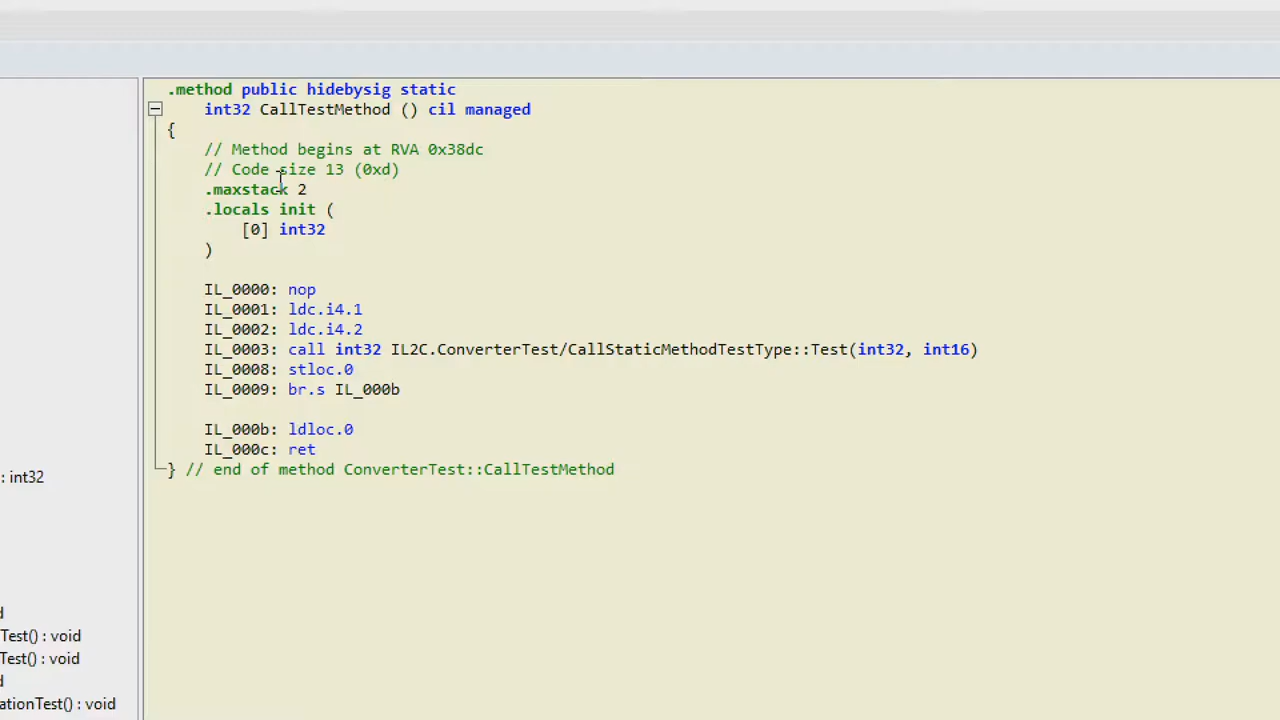 .method public hidebysig static
int32 CallTestMethod () cil managed
{
// Method begins at RVA 0x38dc
// Code size 13 (0xd)
.maxstack 2
.locals init (
[0] int32
)
IL_0000: nop
IL_0001: ldc.i4.1
IL_0002: ldc.i4.2
IL_0003: call int32 IL2C.ConverterTest/CallStaticMethodTestType::Test(int32, int16)
IL_0008: stloc.0
IL_0009: br.s IL_000b
IL_000b: ldloc.0
IL_000c: ret
} // end of method ConverterTest::CallTestMethod
: int32
d
Test() : void
Test() : void
d
ationTest() : void